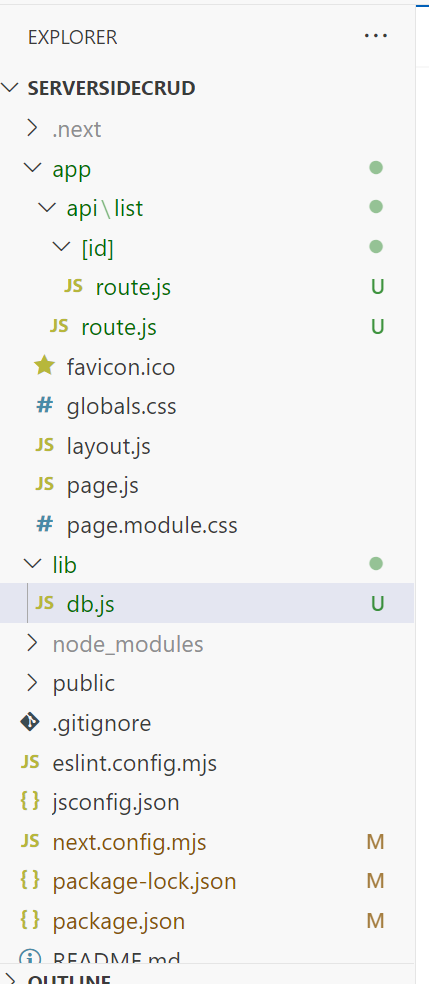 EXPLORER ...
SERVERSIDECRUD
.next
app
api\list
[id]
JS route.js U
JS route.js U
favicon.ico
# globals.css
JS layout.js
JS page.js
# page.module.css
lib
JS db.js U
node_modules
public
.gitignore
JS eslint.config.mjs
{} jsconfig.json
JS next.config.mjs M
{} package-lock.json M
{} package.json M
README.md
OUTLINE